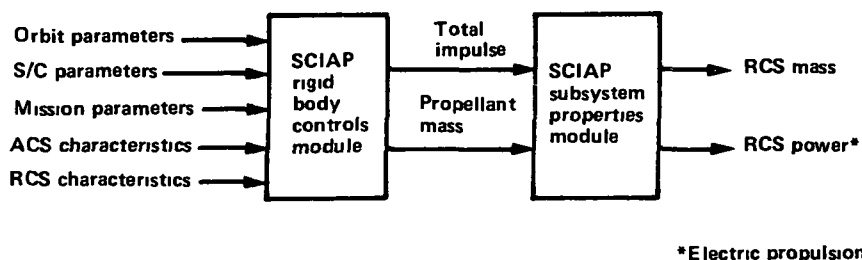 Orbit parameters
S/C parameters
Mission parameters
ACS characteristics
RCS characteristics
SCIAP
rigid
body
controls
module
Total
impulse
Propellant
mass
SCIAP
subsystem
properties
module
RCS mass
RCS power*
*Electric propulsion